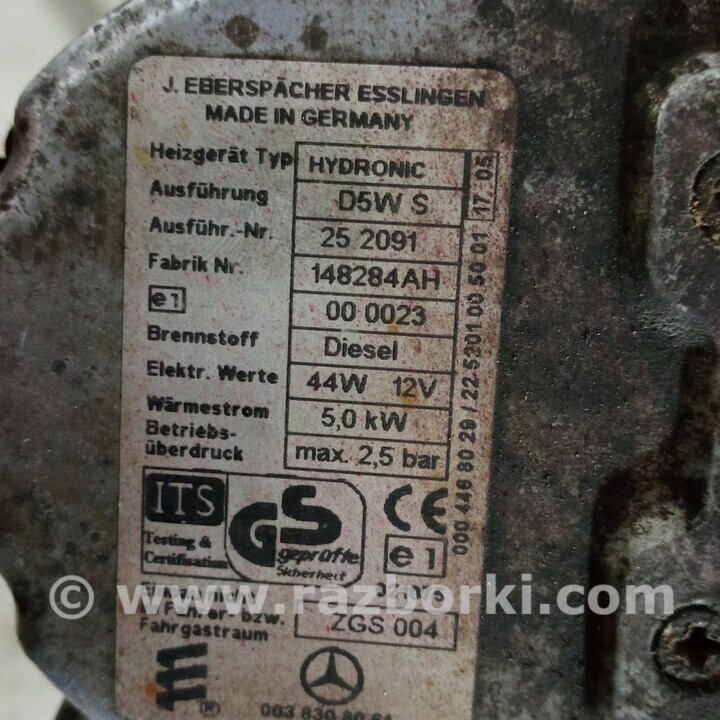 J. EBERSPÄCHER ESSLINGEN
MADE IN GERMANY
Heizgerät Typ HYDRONIC
Ausführung D5W S
Ausführ.-Nr. 25 2091
Fabrik Nr. 148284AH
e1 00 0023
Brennstoff Diesel
Elektr. Werte 44W 12V
Wärmestrom 5,0 kW
Betriebs-
überdruck max. 2,5 bar
17 05
000 446 80 29 / 22.5201 00 50 01
ITS
Testing &
Certification
GS
geprüfte
Sicherheit
CE
e1
© www.razborki.com
Fahrer- bzw.
Fahrgastraum ZGS 004
®
003 830 80 61